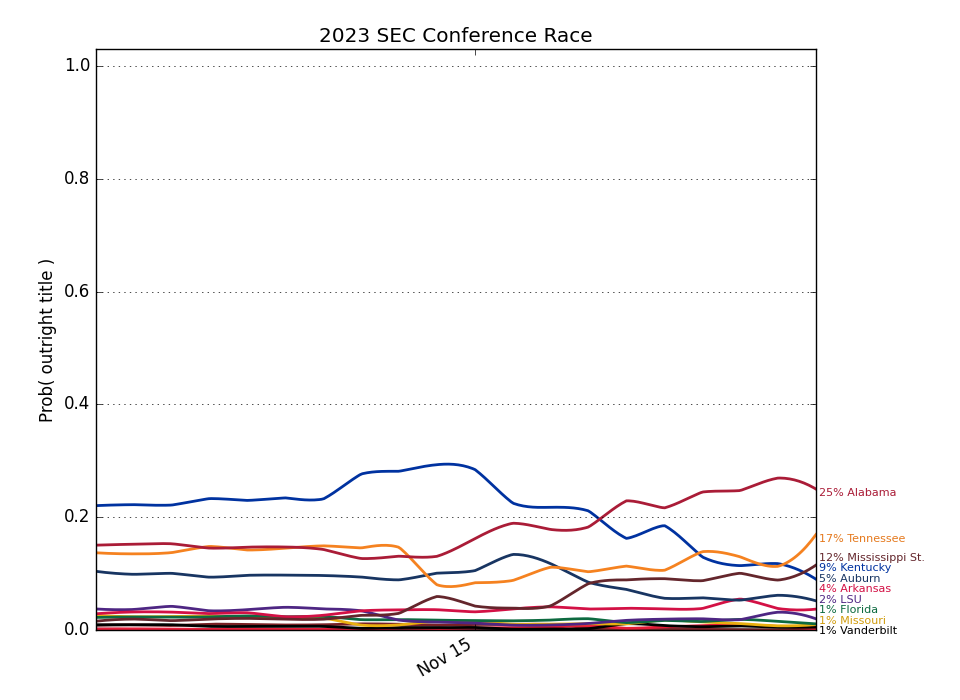 2023 SEC Conference Race
1.0
0.8
0.6
0.4
0.2
0.0
Prob( outright title )
Nov 15
25% Alabama
17% Tennessee
12% Mississippi St.
9% Kentucky
5% Auburn
4% Arkansas
2% LSU
1% Florida
1% Missouri
1% Vanderbilt